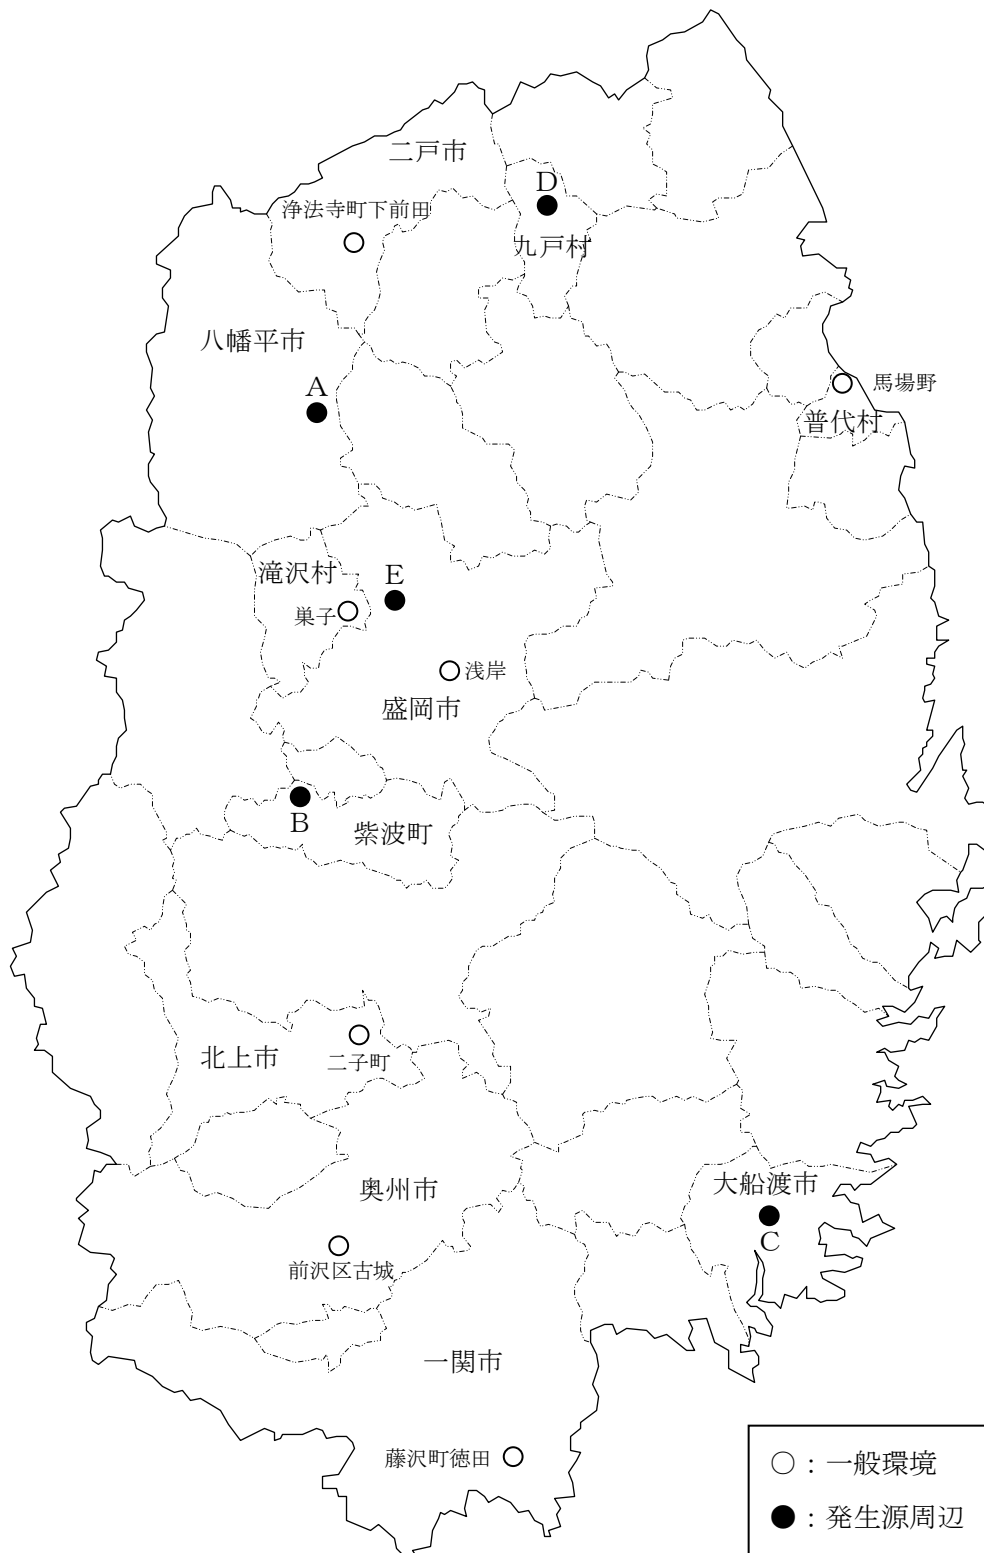 二戸市
D
浄法寺町下前田
九戸村
八幡平市
A
馬場野
普代村
滝沢村
E
巣子
浅岸
盛岡市
B
紫波町
北上市
二子町
大船渡市
奥州市
C
前沢区古城
一関市
藤沢町徳田
○：一般環境
●：発生源周辺